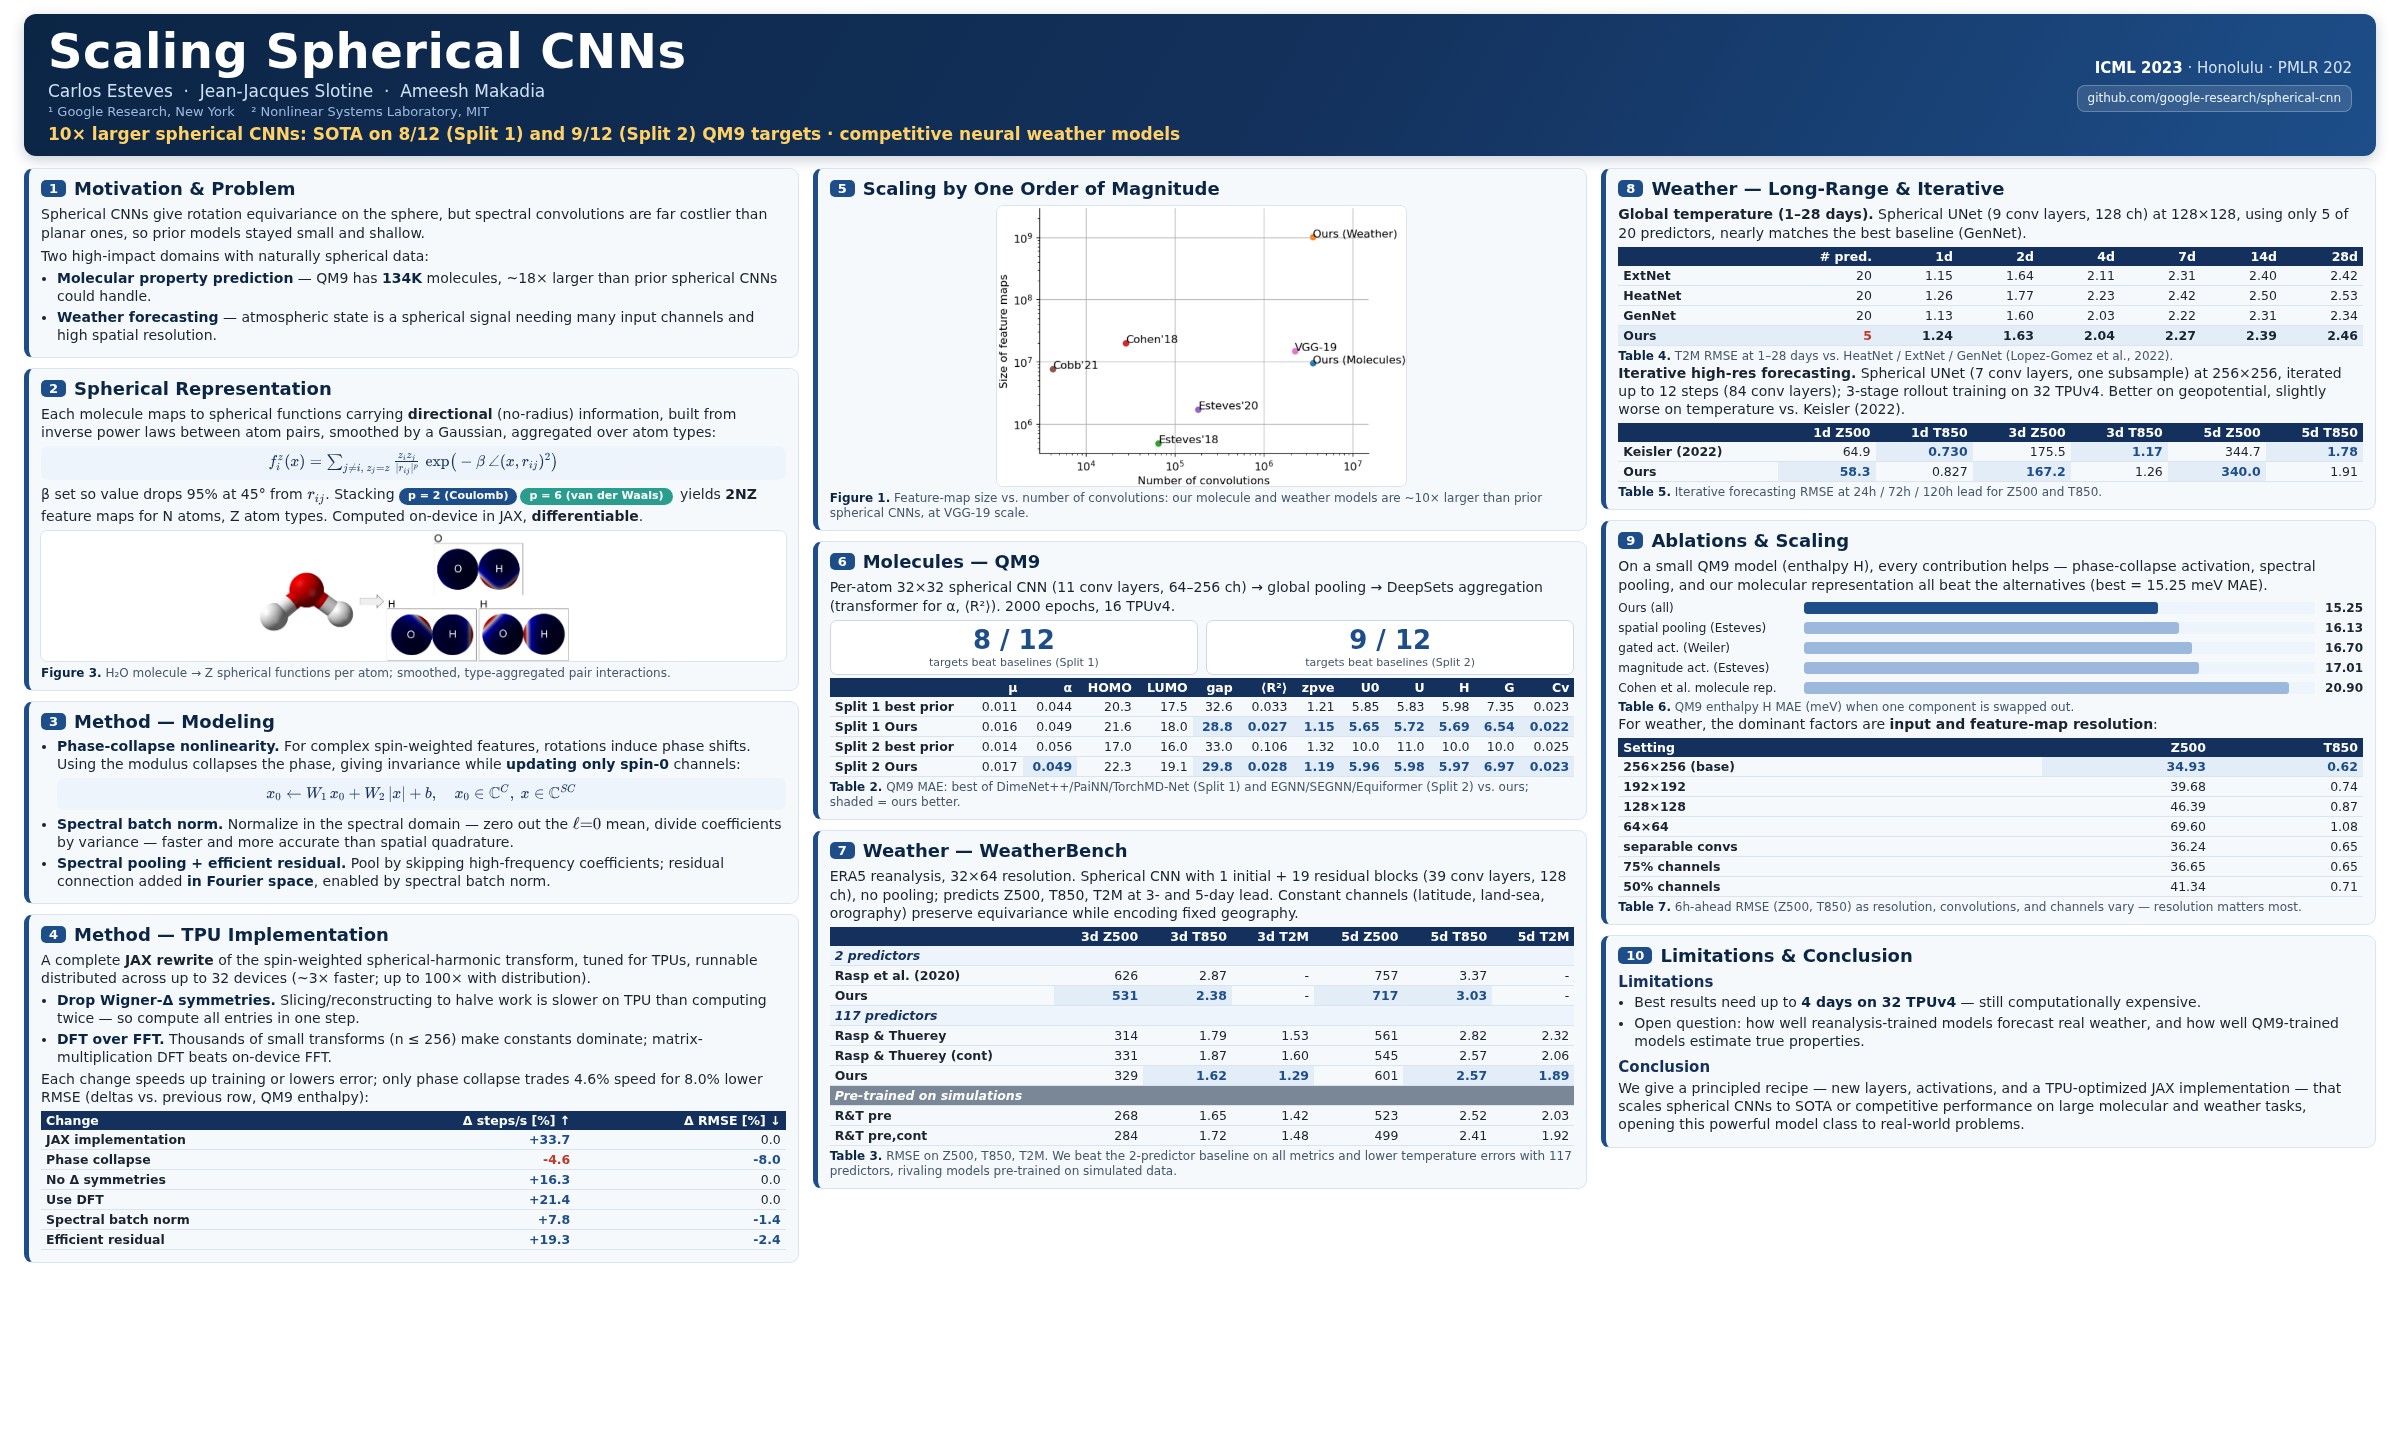 Scaling Spherical CNNs
Carlos Esteves · Jean-Jacques Slotine · Ameesh Makadia
¹ Google Research, New York ² Nonlinear Systems Laboratory, MIT
10× larger spherical CNNs: SOTA on 8/12 (Split 1) and 9/12 (Split 2) QM9 targets · competitive neural weather models
ICML 2023 · Honolulu · PMLR 202
github.com/google-research/spherical-cnn
1 Motivation & Problem
Spherical CNNs give rotation equivariance on the sphere, but spectral convolutions are far costlier than
planar ones, so prior models stayed small and shallow.
Two high-impact domains with naturally spherical data:
• Molecular property prediction — QM9 has 134K molecules, ~18× larger than prior spherical CNNs
could handle.
• Weather forecasting — atmospheric state is a spherical signal needing many input channels and
high spatial resolution.
2 Spherical Representation
Each molecule maps to spherical functions carrying directional (no-radius) information, built from
inverse power laws between atom pairs, smoothed by a Gaussian, aggregated over atom types:
f_i^z(x) = ∑_{j≠i, z_j=z} z_i z_j / |r_ij|^p exp(− β ∠(x, r_ij)²)
β set so value drops 95% at 45° from r_ij. Stacking p = 2 (Coulomb) p = 6 (van der Waals) yields 2NZ
feature maps for N atoms, Z atom types. Computed on-device in JAX, differentiable.
O
O H
H H
O H O H
Figure 3. H₂O molecule → Z spherical functions per atom; smoothed, type-aggregated pair interactions.
3 Method — Modeling
• Phase-collapse nonlinearity. For complex spin-weighted features, rotations induce phase shifts.
Using the modulus collapses the phase, giving invariance while updating only spin-0 channels:
x₀ ← W₁ x₀ + W₂ |x| + b, x₀ ∈ ℂ^C, x ∈ ℂ^{SC}
• Spectral batch norm. Normalize in the spectral domain — zero out the ℓ=0 mean, divide coefficients
by variance — faster and more accurate than spatial quadrature.
• Spectral pooling + efficient residual. Pool by skipping high-frequency coefficients; residual
connection added in Fourier space, enabled by spectral batch norm.
4 Method — TPU Implementation
A complete JAX rewrite of the spin-weighted spherical-harmonic transform, tuned for TPUs, runnable
distributed across up to 32 devices (~3× faster; up to 100× with distribution).
• Drop Wigner-Δ symmetries. Slicing/reconstructing to halve work is slower on TPU than computing
twice — so compute all entries in one step.
• DFT over FFT. Thousands of small transforms (n ≤ 256) make constants dominate; matrix-
multiplication DFT beats on-device FFT.
Each change speeds up training or lowers error; only phase collapse trades 4.6% speed for 8.0% lower
RMSE (deltas vs. previous row, QM9 enthalpy):
Change Δ steps/s [%] ↑ Δ RMSE [%] ↓
JAX implementation +33.7 0.0
Phase collapse -4.6 -8.0
No Δ symmetries +16.3 0.0
Use DFT +21.4 0.0
Spectral batch norm +7.8 -1.4
Efficient residual +19.3 -2.4
5 Scaling by One Order of Magnitude
Size of feature maps
10⁹
10⁸
10⁷
10⁶
Ours (Weather)
Cohen'18
VGG-19
Ours (Molecules)
Cobb'21
Esteves'20
Esteves'18
10⁴ 10⁵ 10⁶ 10⁷
Number of convolutions
Figure 1. Feature-map size vs. number of convolutions: our molecule and weather models are ~10× larger than prior
spherical CNNs, at VGG-19 scale.
6 Molecules — QM9
Per-atom 32×32 spherical CNN (11 conv layers, 64–256 ch) → global pooling → DeepSets aggregation
(transformer for α, ⟨R²⟩). 2000 epochs, 16 TPUv4.
8 / 12
targets beat baselines (Split 1)
9 / 12
targets beat baselines (Split 2)
μ α HOMO LUMO gap ⟨R²⟩ zpve U0 U H G Cv
Split 1 best prior 0.011 0.044 20.3 17.5 32.6 0.033 1.21 5.85 5.83 5.98 7.35 0.023
Split 1 Ours 0.016 0.049 21.6 18.0 28.8 0.027 1.15 5.65 5.72 5.69 6.54 0.022
Split 2 best prior 0.014 0.056 17.0 16.0 33.0 0.106 1.32 10.0 11.0 10.0 10.0 0.025
Split 2 Ours 0.017 0.049 22.3 19.1 29.8 0.028 1.19 5.96 5.98 5.97 6.97 0.023
Table 2. QM9 MAE: best of DimeNet++/PaiNN/TorchMD-Net (Split 1) and EGNN/SEGNN/Equiformer (Split 2) vs. ours;
shaded = ours better.
7 Weather — WeatherBench
ERA5 reanalysis, 32×64 resolution. Spherical CNN with 1 initial + 19 residual blocks (39 conv layers, 128
ch), no pooling; predicts Z500, T850, T2M at 3- and 5-day lead. Constant channels (latitude, land-sea,
orography) preserve equivariance while encoding fixed geography.
3d Z500 3d T850 3d T2M 5d Z500 5d T850 5d T2M
2 predictors
Rasp et al. (2020) 626 2.87 - 757 3.37 -
Ours 531 2.38 - 717 3.03 -
117 predictors
Rasp & Thuerey 314 1.79 1.53 561 2.82 2.32
Rasp & Thuerey (cont) 331 1.87 1.60 545 2.57 2.06
Ours 329 1.62 1.29 601 2.57 1.89
Pre-trained on simulations
R&T pre 268 1.65 1.42 523 2.52 2.03
R&T pre,cont 284 1.72 1.48 499 2.41 1.92
Table 3. RMSE on Z500, T850, T2M. We beat the 2-predictor baseline on all metrics and lower temperature errors with 117
predictors, rivaling models pre-trained on simulated data.
8 Weather — Long-Range & Iterative
Global temperature (1–28 days). Spherical UNet (9 conv layers, 128 ch) at 128×128, using only 5 of
20 predictors, nearly matches the best baseline (GenNet).
# pred. 1d 2d 4d 7d 14d 28d
ExtNet 20 1.15 1.64 2.11 2.31 2.40 2.42
HeatNet 20 1.26 1.77 2.23 2.42 2.50 2.53
GenNet 20 1.13 1.60 2.03 2.22 2.31 2.34
Ours 5 1.24 1.63 2.04 2.27 2.39 2.46
Table 4. T2M RMSE at 1–28 days vs. HeatNet / ExtNet / GenNet (Lopez-Gomez et al., 2022).
Iterative high-res forecasting. Spherical UNet (7 conv layers, one subsample) at 256×256, iterated
up to 12 steps (84 conv layers); 3-stage rollout training on 32 TPUv4. Better on geopotential, slightly
worse on temperature vs. Keisler (2022).
1d Z500 1d T850 3d Z500 3d T850 5d Z500 5d T850
Keisler (2022) 64.9 0.730 175.5 1.17 344.7 1.78
Ours 58.3 0.827 167.2 1.26 340.0 1.91
Table 5. Iterative forecasting RMSE at 24h / 72h / 120h lead for Z500 and T850.
9 Ablations & Scaling
On a small QM9 model (enthalpy H), every contribution helps — phase-collapse activation, spectral
pooling, and our molecular representation all beat the alternatives (best = 15.25 meV MAE).
Ours (all) 15.25
spatial pooling (Esteves) 16.13
gated act. (Weiler) 16.70
magnitude act. (Esteves) 17.01
Cohen et al. molecule rep. 20.90
Table 6. QM9 enthalpy H MAE (meV) when one component is swapped out.
For weather, the dominant factors are input and feature-map resolution:
Setting Z500 T850
256×256 (base) 34.93 0.62
192×192 39.68 0.74
128×128 46.39 0.87
64×64 69.60 1.08
separable convs 36.24 0.65
75% channels 36.65 0.65
50% channels 41.34 0.71
Table 7. 6h-ahead RMSE (Z500, T850) as resolution, convolutions, and channels vary — resolution matters most.
10 Limitations & Conclusion
Limitations
• Best results need up to 4 days on 32 TPUv4 — still computationally expensive.
• Open question: how well reanalysis-trained models forecast real weather, and how well QM9-trained
models estimate true properties.
Conclusion
We give a principled recipe — new layers, activations, and a TPU-optimized JAX implementation — that
scales spherical CNNs to SOTA or competitive performance on large molecular and weather tasks,
opening this powerful model class to real-world problems.